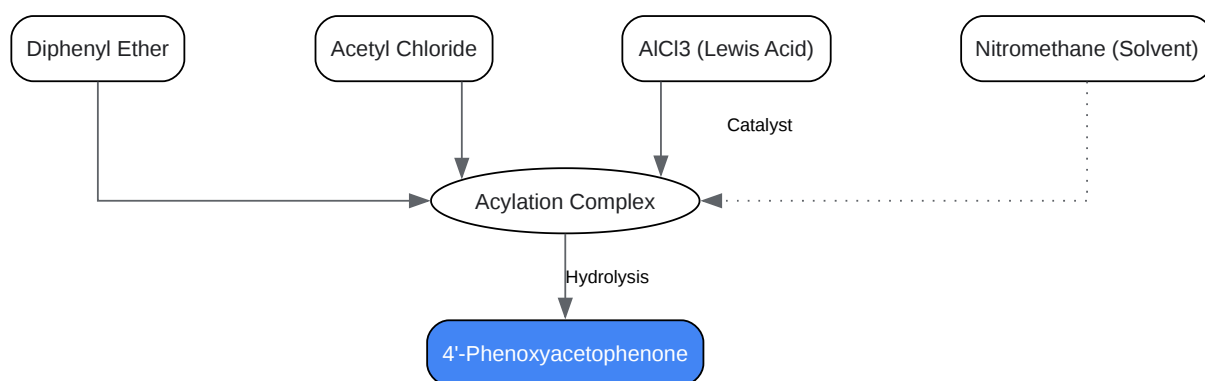 Diphenyl Ether
Acetyl Chloride
AlCl3 (Lewis Acid)
Nitromethane (Solvent)
Catalyst
Acylation Complex
Hydrolysis
4'-Phenoxyacetophenone